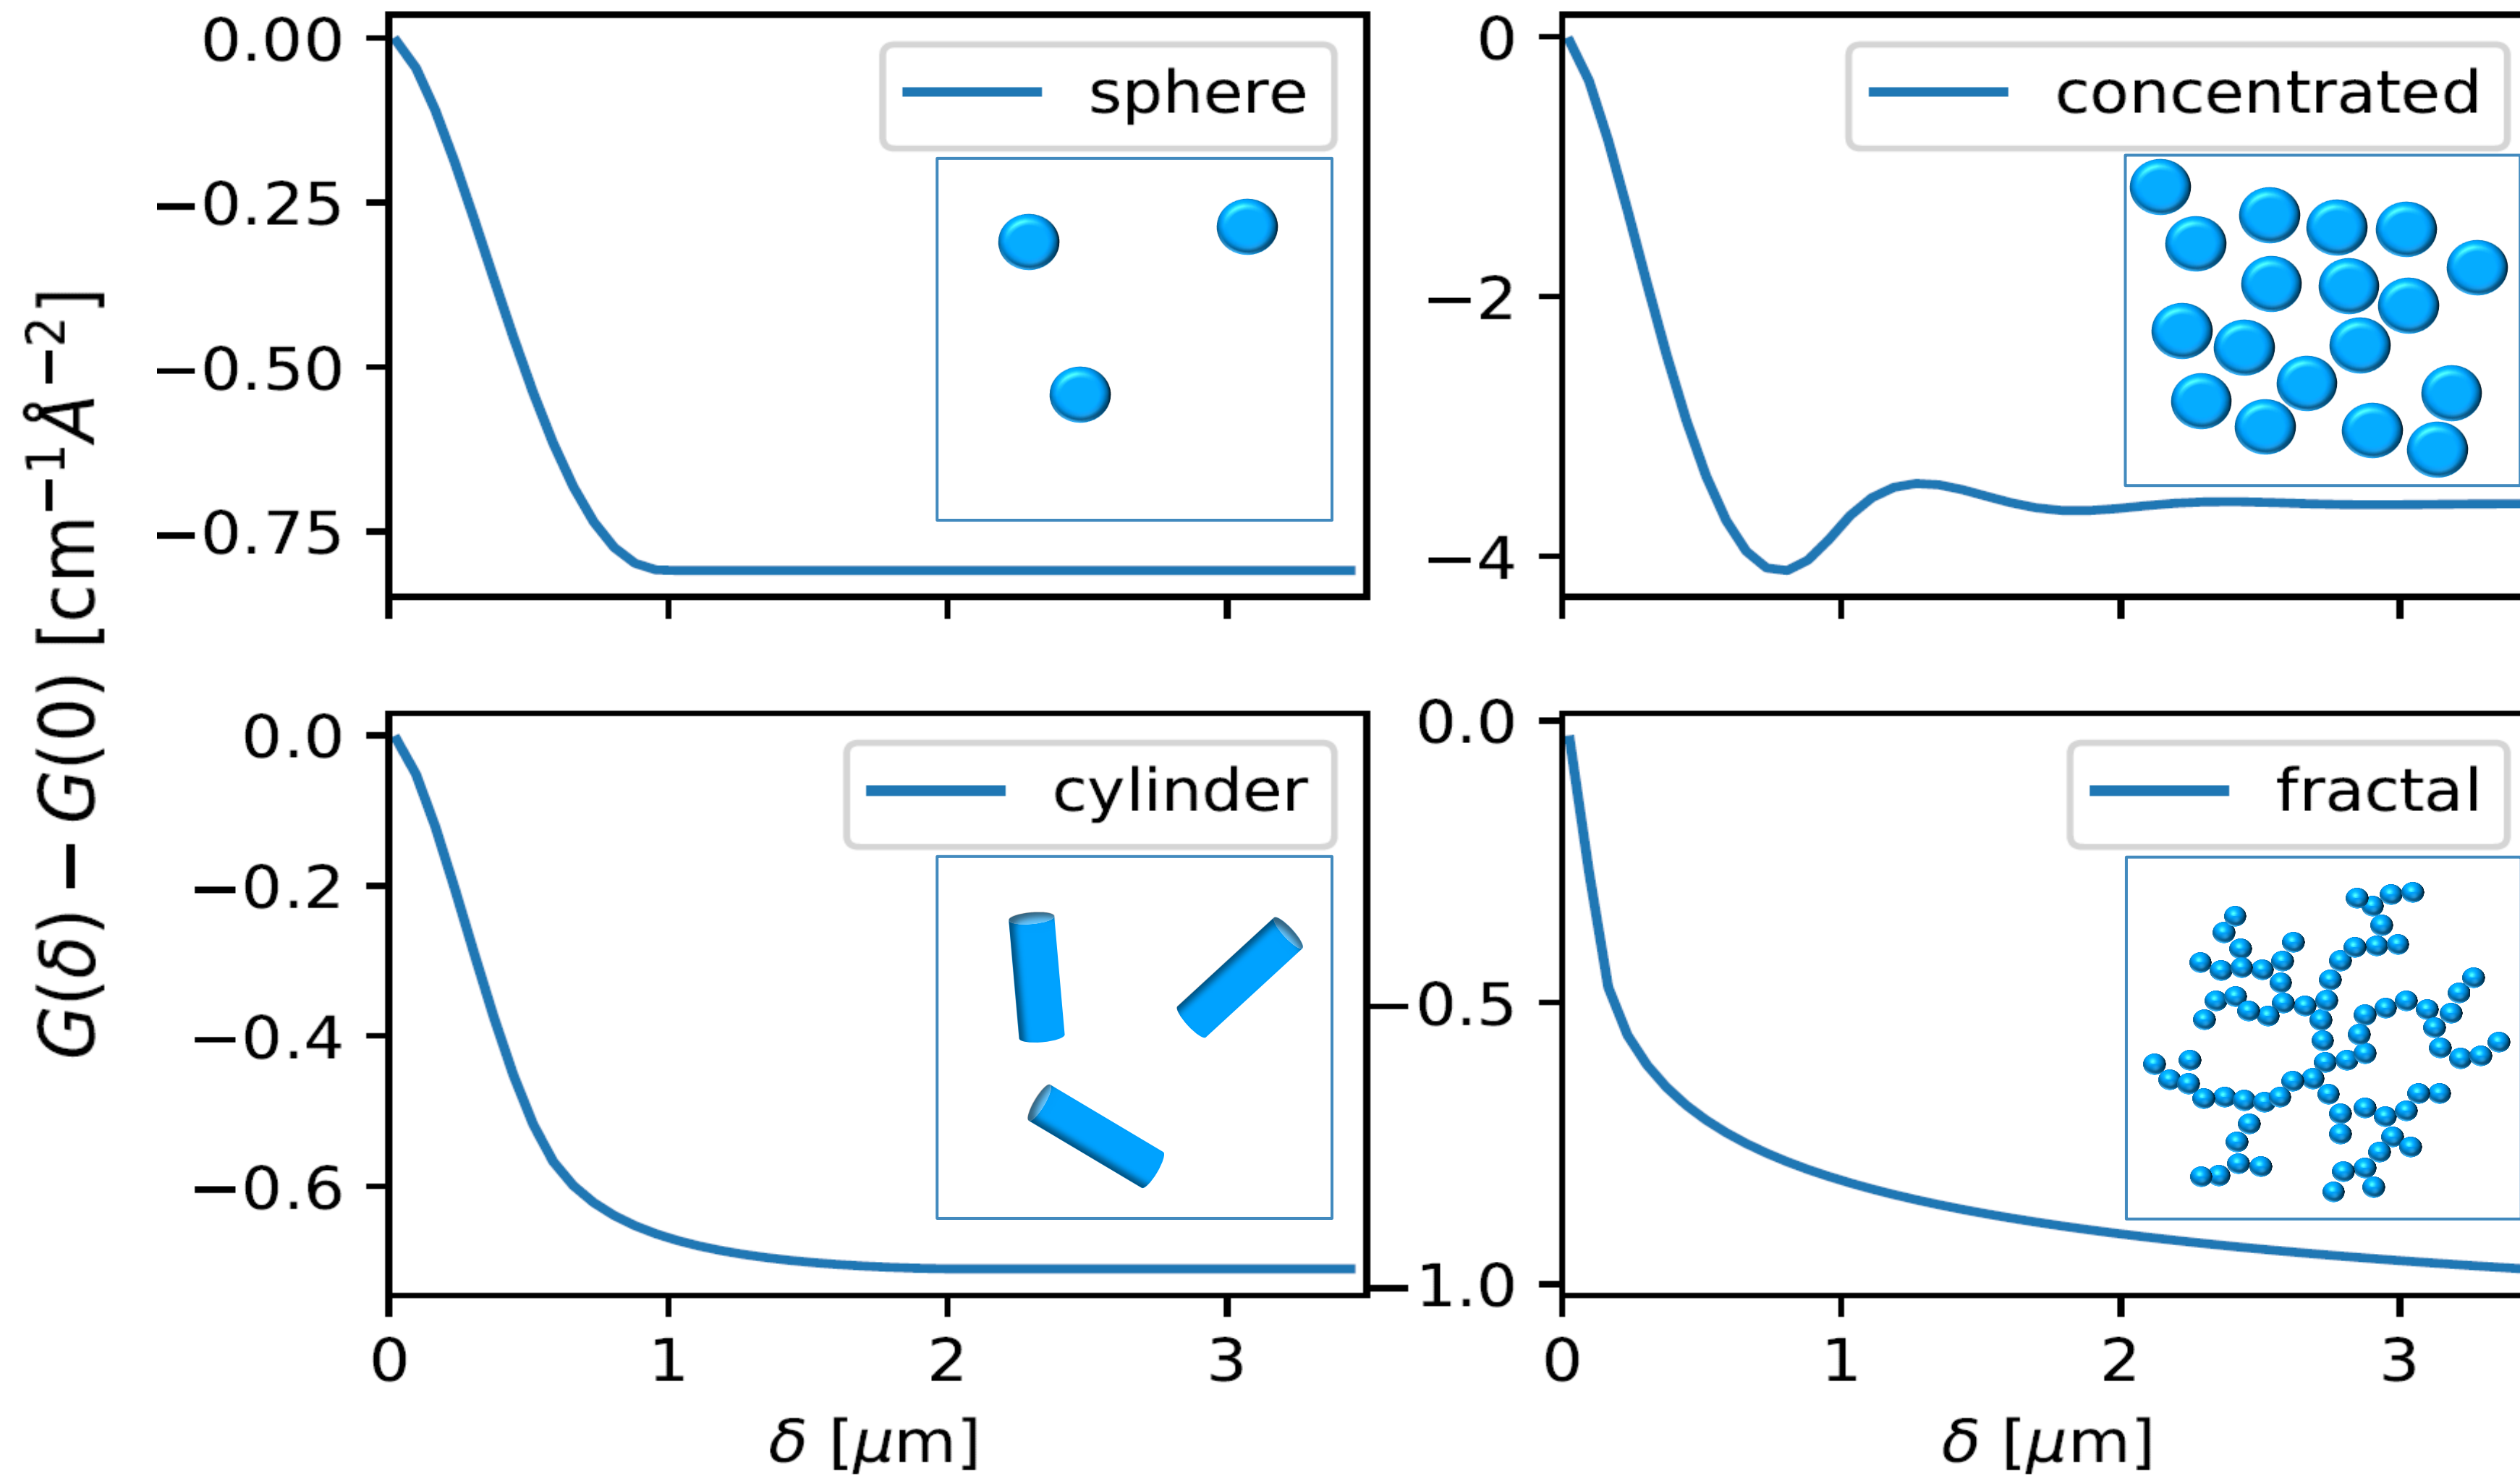 G(δ) − G(0) [cm⁻¹Å⁻²]
0.00
−0.25
−0.50
−0.75
sphere
0
−2
−4
concentrated
0.0
−0.2
−0.4
−0.6
cylinder
0 1 2 3
δ [μm]
0.0
−0.5
−1.0
fractal
0 1 2 3
δ [μm]